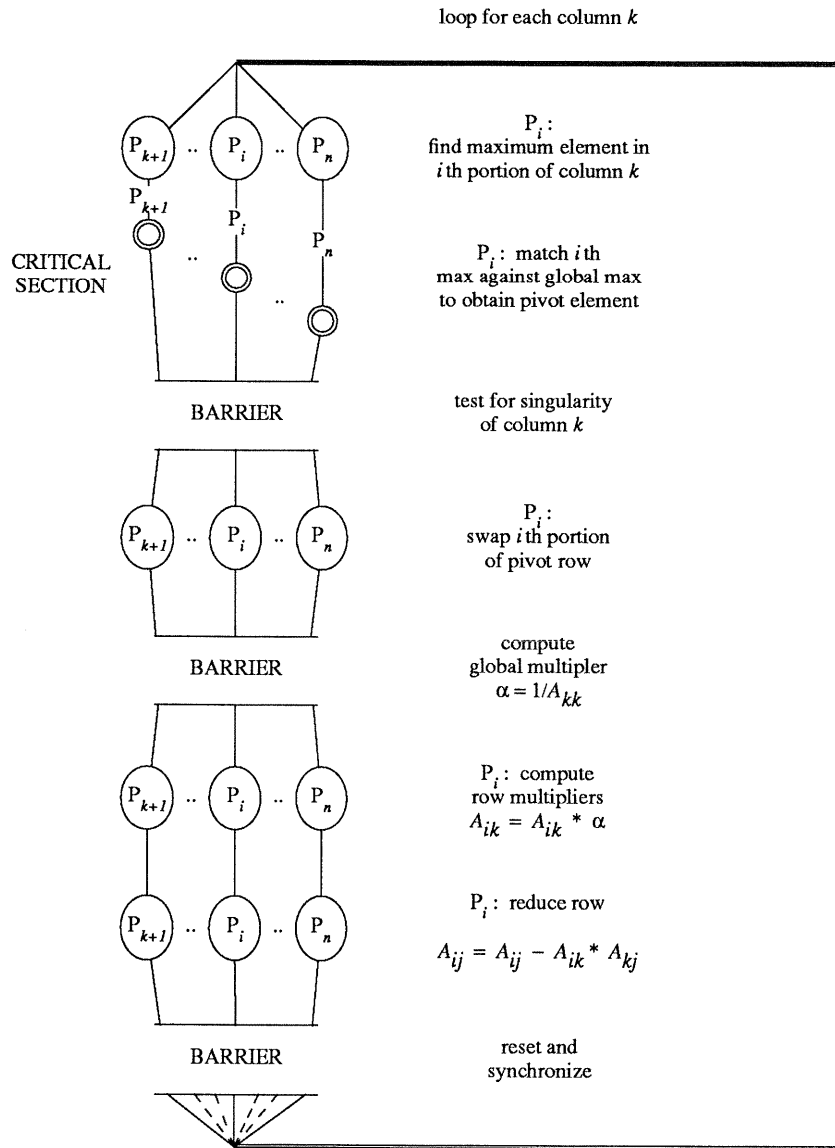 loop for each column k
P_{k+1} .. P_i .. P_n
P_i :
find maximum element in
i th portion of column k
P_{k+1}
P_i
P_n
CRITICAL
SECTION
..
..
P_i : match i th
max against global max
to obtain pivot element
BARRIER
test for singularity
of column k
P_{k+1} .. P_i .. P_n
P_i :
swap i th portion
of pivot row
BARRIER
compute
global multipler
α = 1/A_{kk}
P_{k+1} .. P_i .. P_n
P_i : compute
row multipliers
A_{ik} = A_{ik} * α
P_{k+1} .. P_i .. P_n
P_i : reduce row
A_{ij} = A_{ij} − A_{ik} * A_{kj}
BARRIER
reset and
synchronize